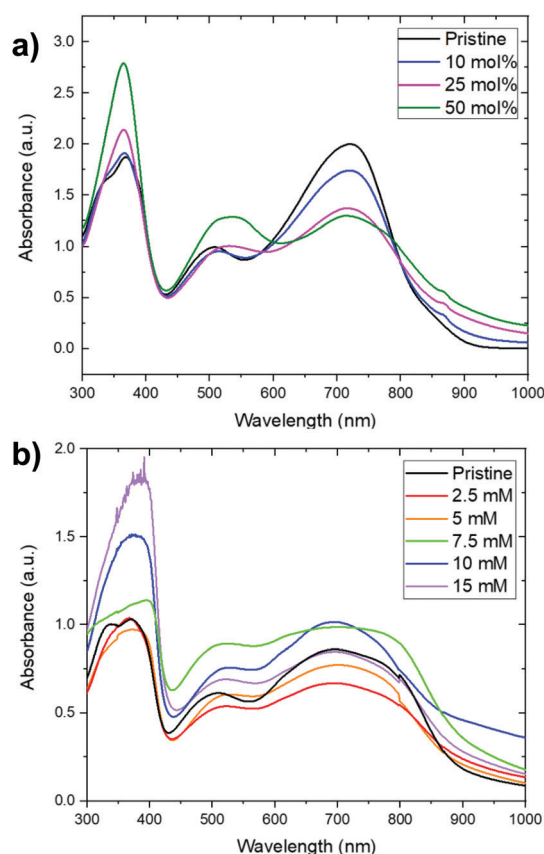 a)
Pristine
10 mol%
25 mol%
50 mol%
Absorbance (a.u.)
3.0
2.5
2.0
1.5
1.0
0.5
0.0
300 400 500 600 700 800 900 1000
Wavelength (nm)
b)
Pristine
2.5 mM
5 mM
7.5 mM
10 mM
15 mM
Absorbance (a.u.)
2.0
1.5
1.0
0.5
0.0
300 400 500 600 700 800 900 1000
Wavelength (nm)